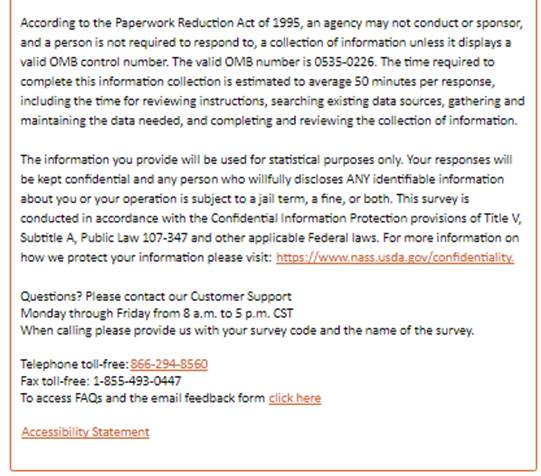 According to the Paperwork Reduction Act of 1995, an agency may not conduct or sponsor,
and a person is not required to respond to, a collection of information unless it displays a
valid OMB control number. The valid OMB number is 0535-0226. The time required to
complete this information collection is estimated to average 50 minutes per response,
including the time for reviewing instructions, searching existing data sources, gathering and
maintaining the data needed, and completing and reviewing the collection of information.
The information you provide will be used for statistical purposes only. Your responses will
be kept confidential and any person who willfully discloses ANY identifiable information
about you or your operation is subject to a jail term, a fine, or both. This survey is
conducted in accordance with the Confidential Information Protection provisions of Title V,
Subtitle A, Public Law 107-347 and other applicable Federal laws. For more information on
how we protect your information please visit: https://www.nass.usda.gov/confidentiality.
Questions? Please contact our Customer Support
Monday through Friday from 8 a.m. to 5 p.m. CST
When calling please provide us with your survey code and the name of the survey.
Telephone toll-free: 866-294-8560
Fax toll-free: 1-855-493-0447
To access FAQs and the email feedback form click here
Accessibility Statement